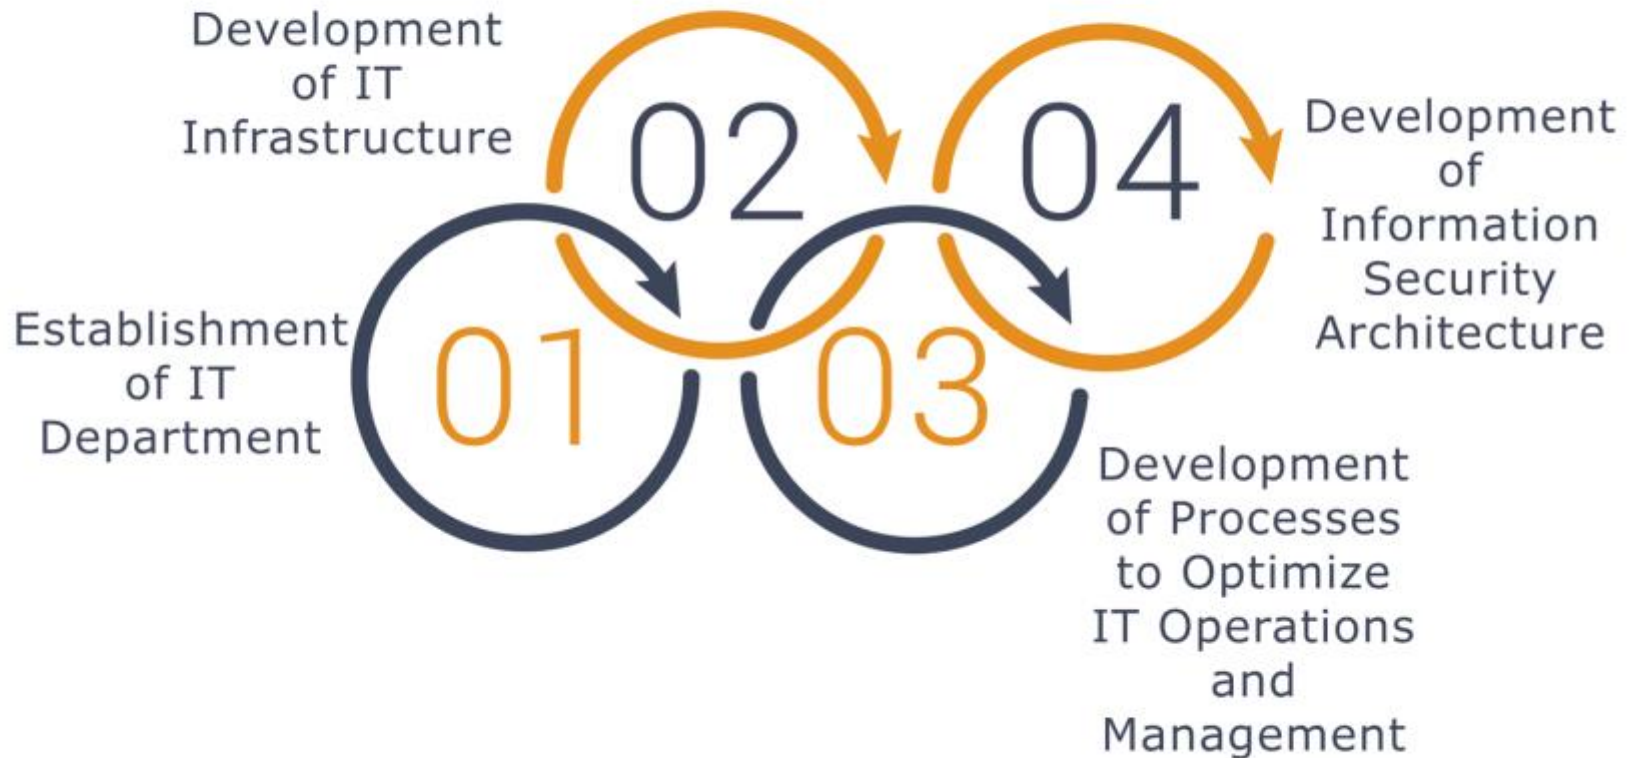 Establishment
of IT
Department
01
Development
of IT
Infrastructure
02
03
Development
of Processes
to Optimize
IT Operations
and
Management
04
Development
of
Information
Security
Architecture